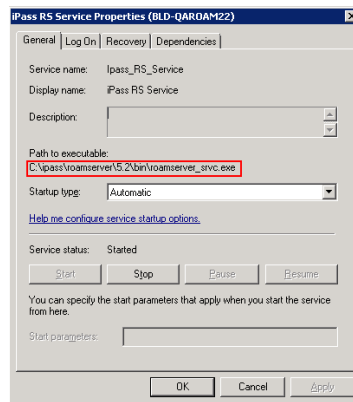 iPass RS Service Properties (BLD-QAROAM22)
General Log On Recovery Dependencies
Service name: Ipass_RS_Service
Display name: iPass RS Service
Description:
Path to executable:
C:\ipass\roamserver\5.2\bin\roamserver_srvc.exe
Startup type: Automatic
Help me configure service startup options.
Service status: Started
Start Stop Pause Resume
You can specify the start parameters that apply when you start the service
from here.
Start parameters:
OK Cancel Apply